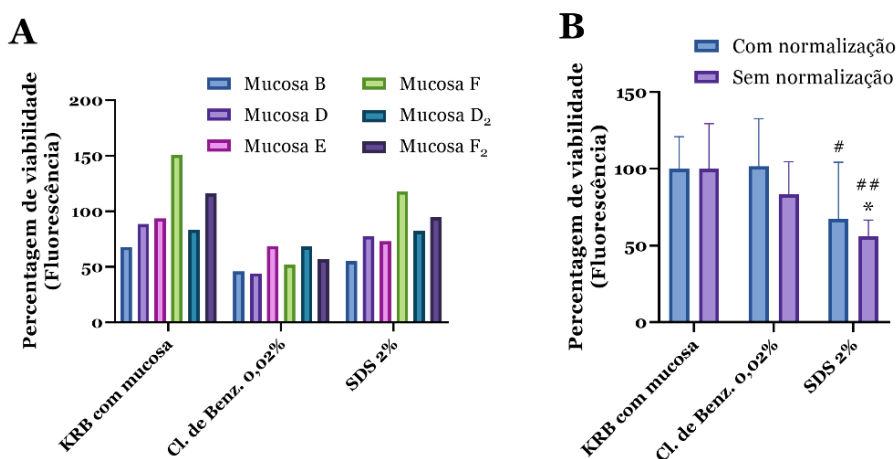 A
Percentagem de viabilidade
(Fluorescência)
Mucosa B
Mucosa D
Mucosa E
Mucosa F
Mucosa D₂
Mucosa F₂
200
150
100
50
0
KRB com mucosa
Cl. de Benz. 0,02%
SDS 2%
B
Com normalização
Sem normalização
Percentagem de viabilidade
(Fluorescência)
150
100
50
0
#
##
*
KRB com mucosa
Cl. de Benz. 0,02%
SDS 2%